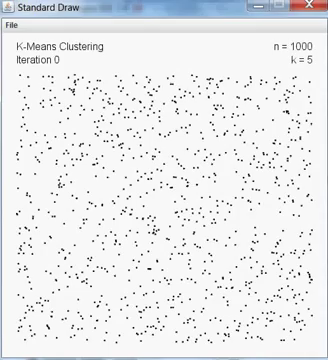 Standard Draw
File
K-Means Clustering
n = 1000
Iteration 0
k = 5